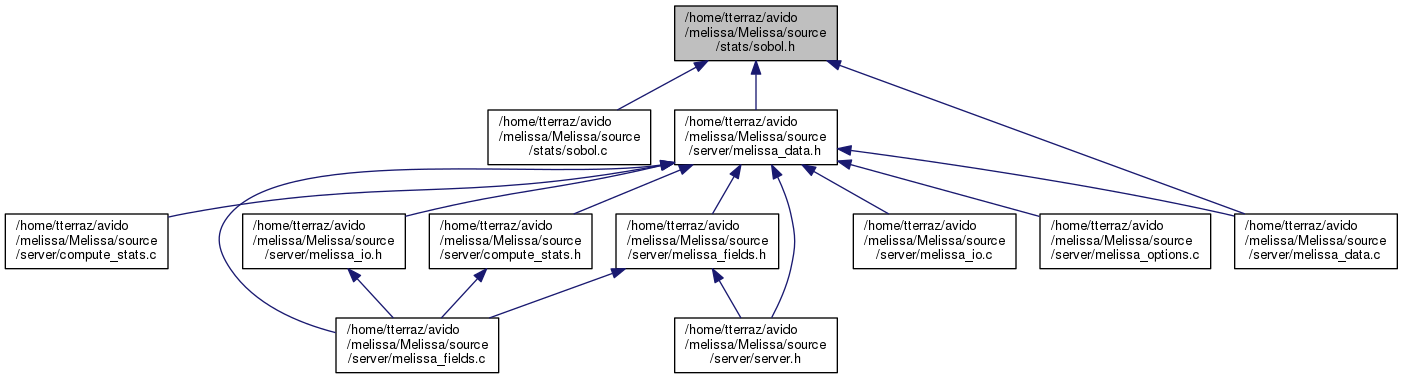 /home/tterraz/avido
/melissa/Melissa/source
/stats/sobol.h
/home/tterraz/avido
/melissa/Melissa/source
/stats/sobol.c
/home/tterraz/avido
/melissa/Melissa/source
/server/melissa_data.h
/home/tterraz/avido
/melissa/Melissa/source
/server/compute_stats.c
/home/tterraz/avido
/melissa/Melissa/source
/server/melissa_io.h
/home/tterraz/avido
/melissa/Melissa/source
/server/compute_stats.h
/home/tterraz/avido
/melissa/Melissa/source
/server/melissa_fields.h
/home/tterraz/avido
/melissa/Melissa/source
/server/melissa_io.c
/home/tterraz/avido
/melissa/Melissa/source
/server/melissa_options.c
/home/tterraz/avido
/melissa/Melissa/source
/server/melissa_data.c
/home/tterraz/avido
/melissa/Melissa/source
/server/melissa_fields.c
/home/tterraz/avido
/melissa/Melissa/source
/server/server.h